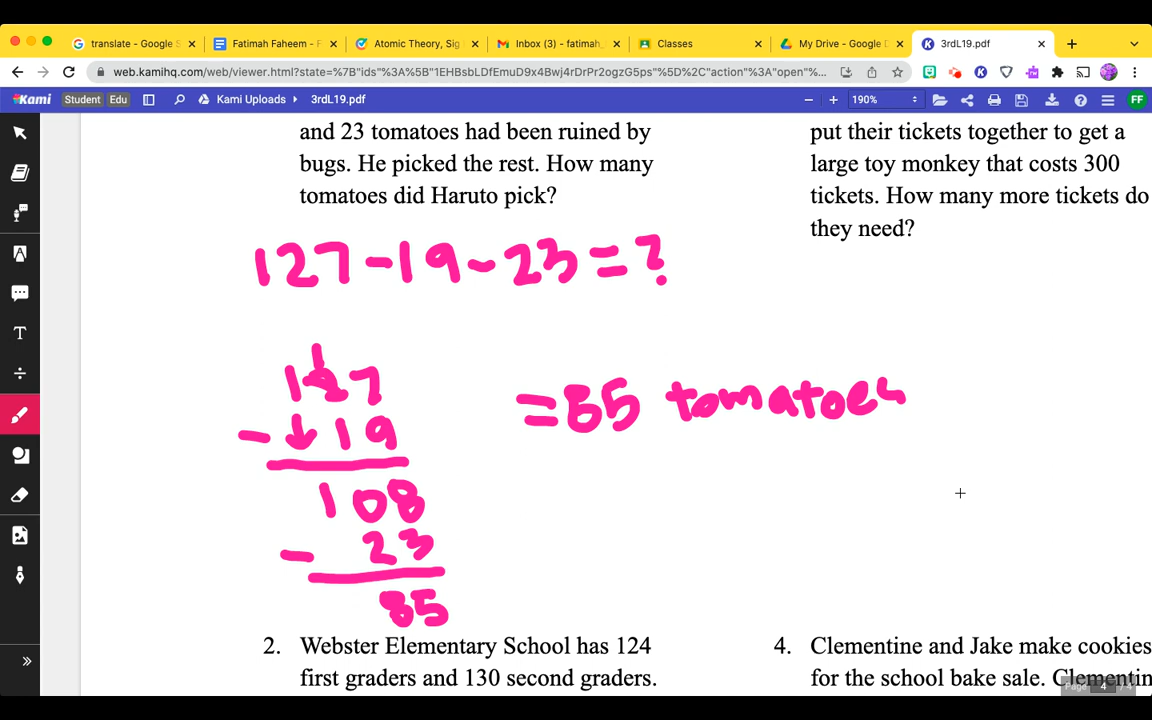 translate - Google S
Fatimah Faheem - F
Atomic Theory, Sig
Inbox (3) - fatimah_
Classes
My Drive - Google D
3rdL19.pdf
web.kamihq.com/web/viewer.html?state=%7B"ids"%3A%5B"1EHBsbLDfEmuD9x4Bwj4rDrPr2ogzG5ps"%5D%2C"action"%3A"open"%...
Kami Student Edu Kami Uploads 3rdL19.pdf 190% FF
and 23 tomatoes had been ruined by
bugs. He picked the rest. How many
tomatoes did Haruto pick?
127-19-23=?
127
- 19
108
- 23
85
=85 tomatoes
put their tickets together to get a
large toy monkey that costs 300
tickets. How many more tickets do
they need?
2. Webster Elementary School has 124
first graders and 130 second graders.
4. Clementine and Jake make cookies
for the school bake sale. Clementin
Page 4 / 4